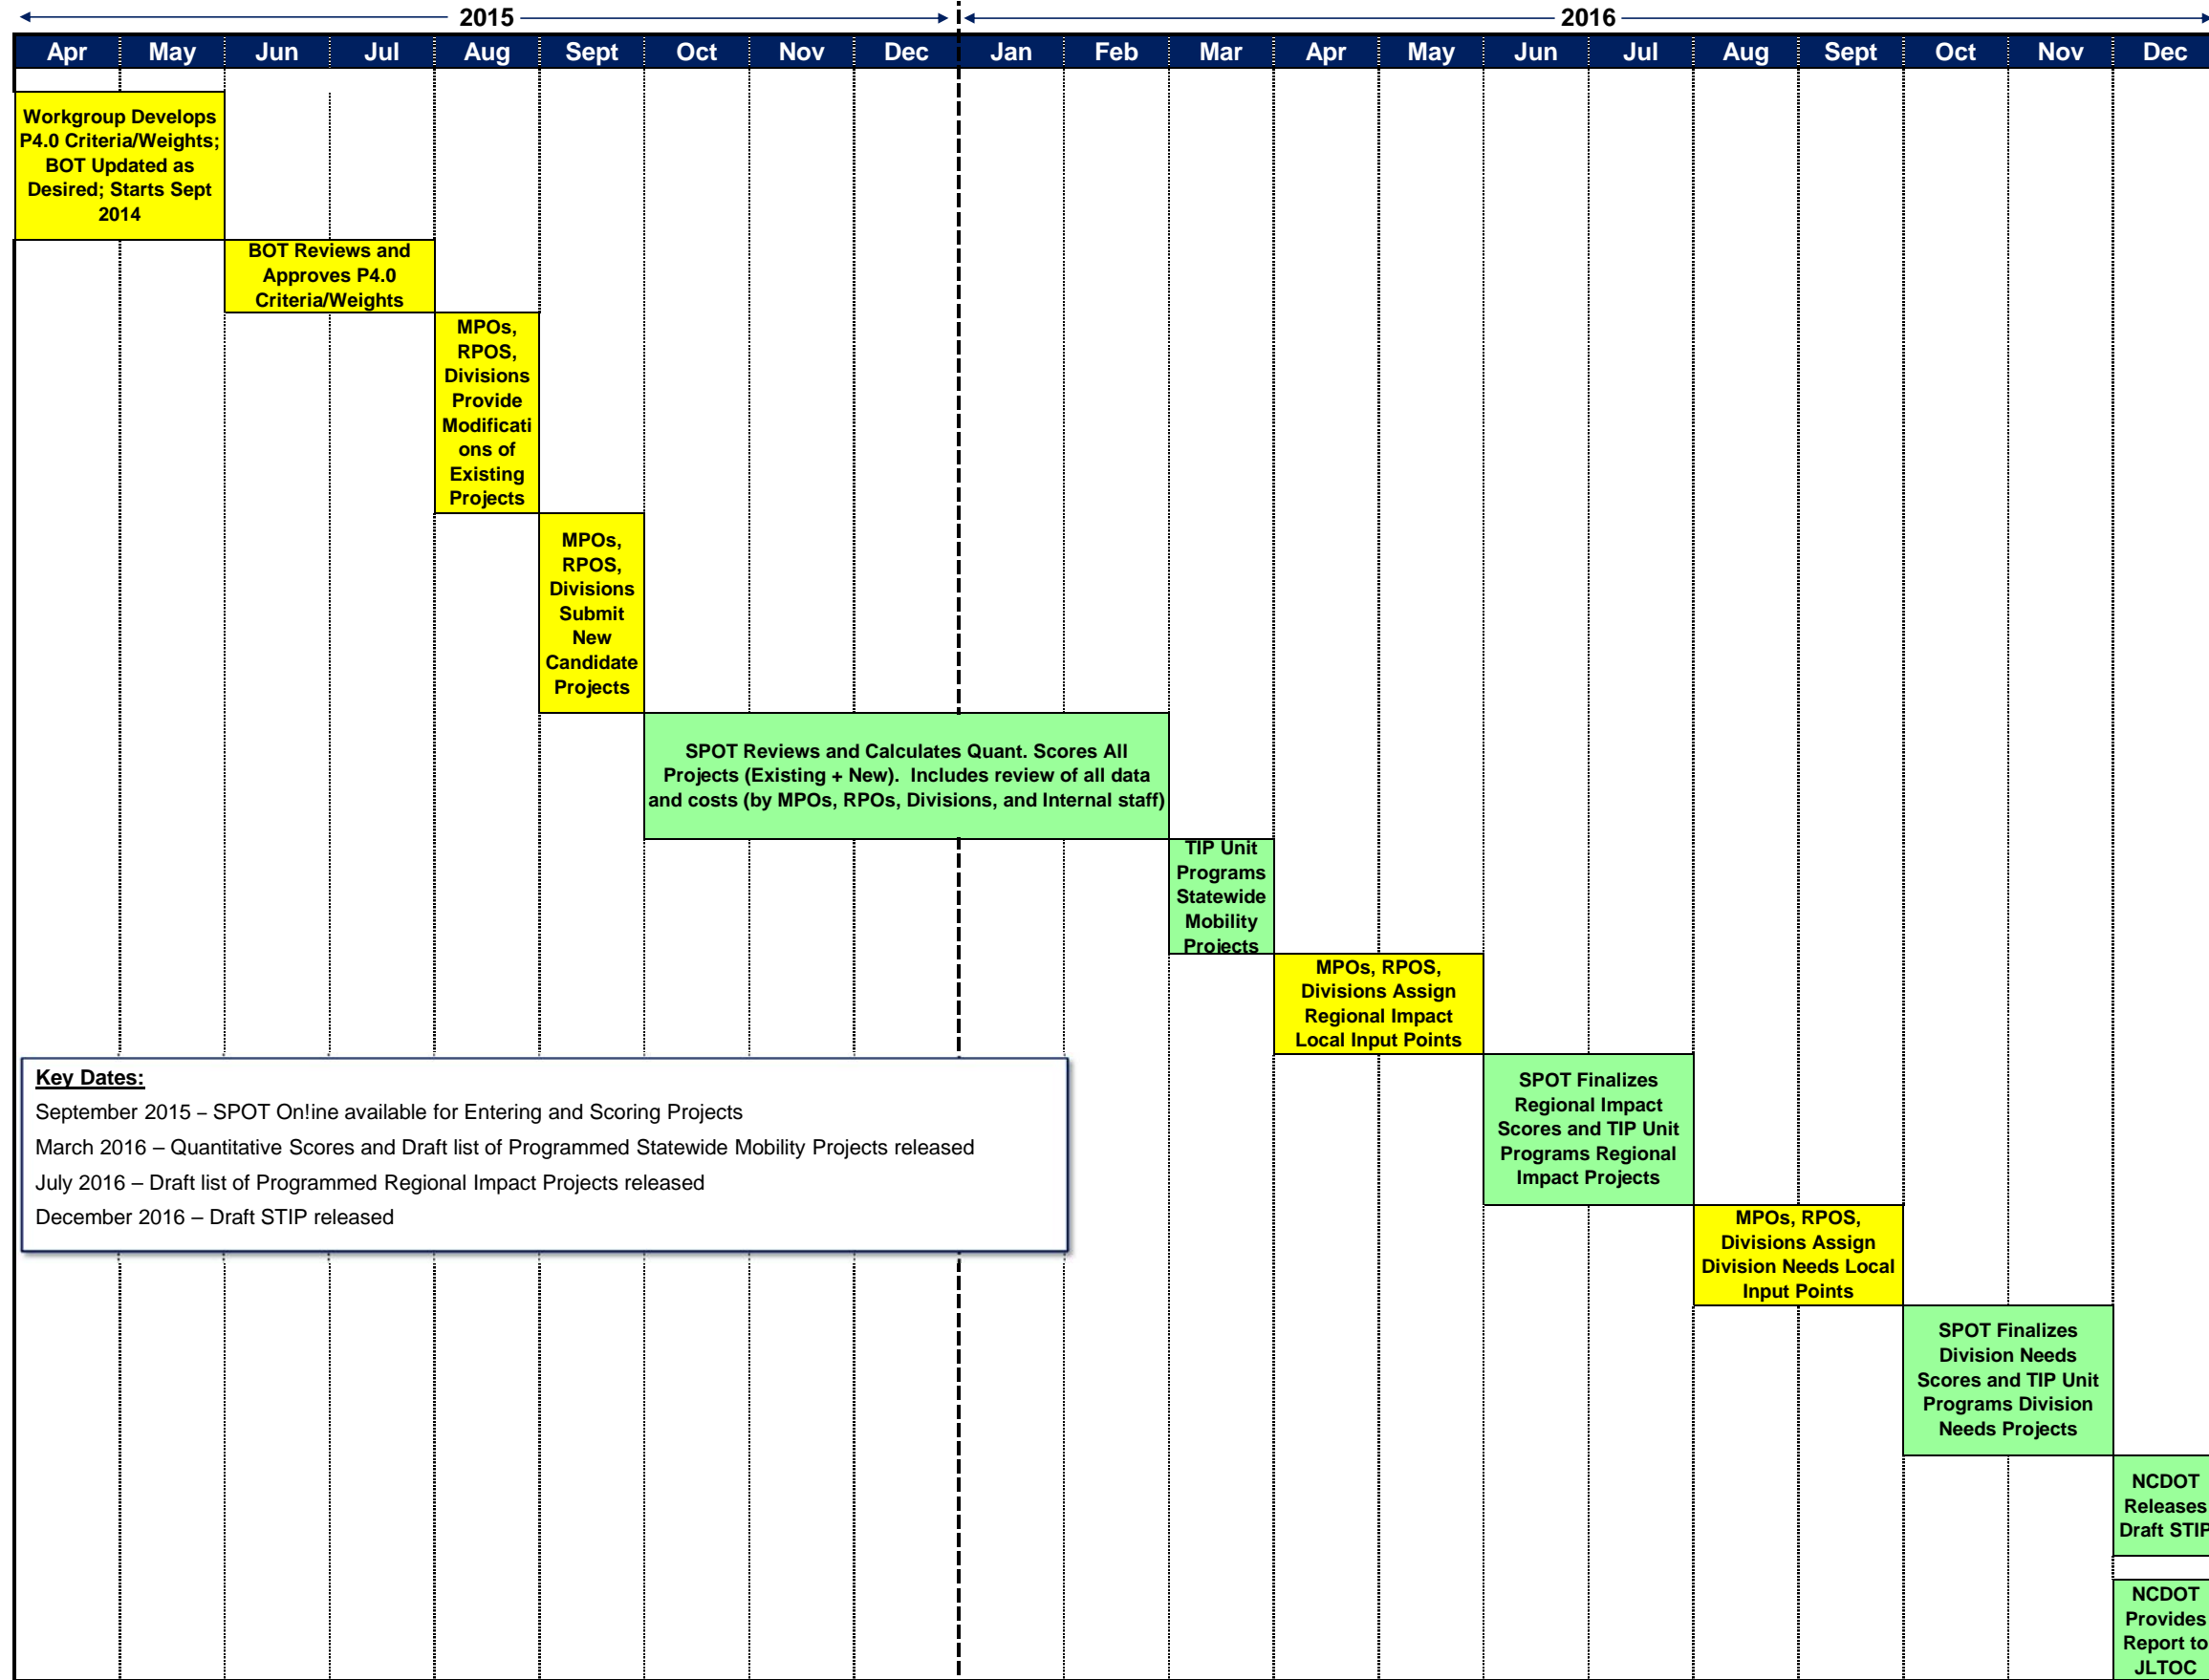 2015
2016
Apr May Jun Jul Aug Sept Oct Nov Dec Jan Feb Mar Apr May Jun Jul Aug Sept Oct Nov Dec
Workgroup Develops
P4.0 Criteria/Weights;
BOT Updated as
Desired; Starts Sept
2014
BOT Reviews and
Approves P4.0
Criteria/Weights
MPOs,
RPOS,
Divisions
Provide
Modificati
ons of
Existing
Projects
MPOs,
RPOS,
Divisions
Submit
New
Candidate
Projects
SPOT Reviews and Calculates Quant. Scores All
Projects (Existing + New). Includes review of all data
and costs (by MPOs, RPOs, Divisions, and Internal staff)
TIP Unit
Programs
Statewide
Mobility
Projects
MPOs, RPOS,
Divisions Assign
Regional Impact
Local Input Points
Key Dates:
September 2015 – SPOT On!ine available for Entering and Scoring Projects
March 2016 – Quantitative Scores and Draft list of Programmed Statewide Mobility Projects released
July 2016 – Draft list of Programmed Regional Impact Projects released
December 2016 – Draft STIP released
SPOT Finalizes
Regional Impact
Scores and TIP Unit
Programs Regional
Impact Projects
MPOs, RPOS,
Divisions Assign
Division Needs Local
Input Points
SPOT Finalizes
Division Needs
Scores and TIP Unit
Programs Division
Needs Projects
NCDOT
Releases
Draft STIP
NCDOT
Provides
Report to
JLTOC